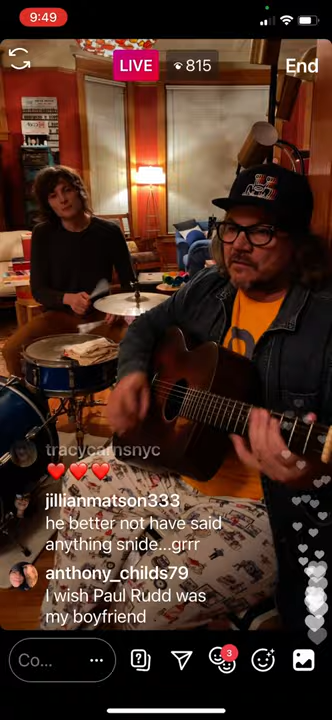 9:49
LIVE
815
End
tracycarnsnyc
jillianmatson333
he better not have said
anything snide...grrr
anthony_childs79
I wish Paul Rudd was
my boyfriend
Co...
3